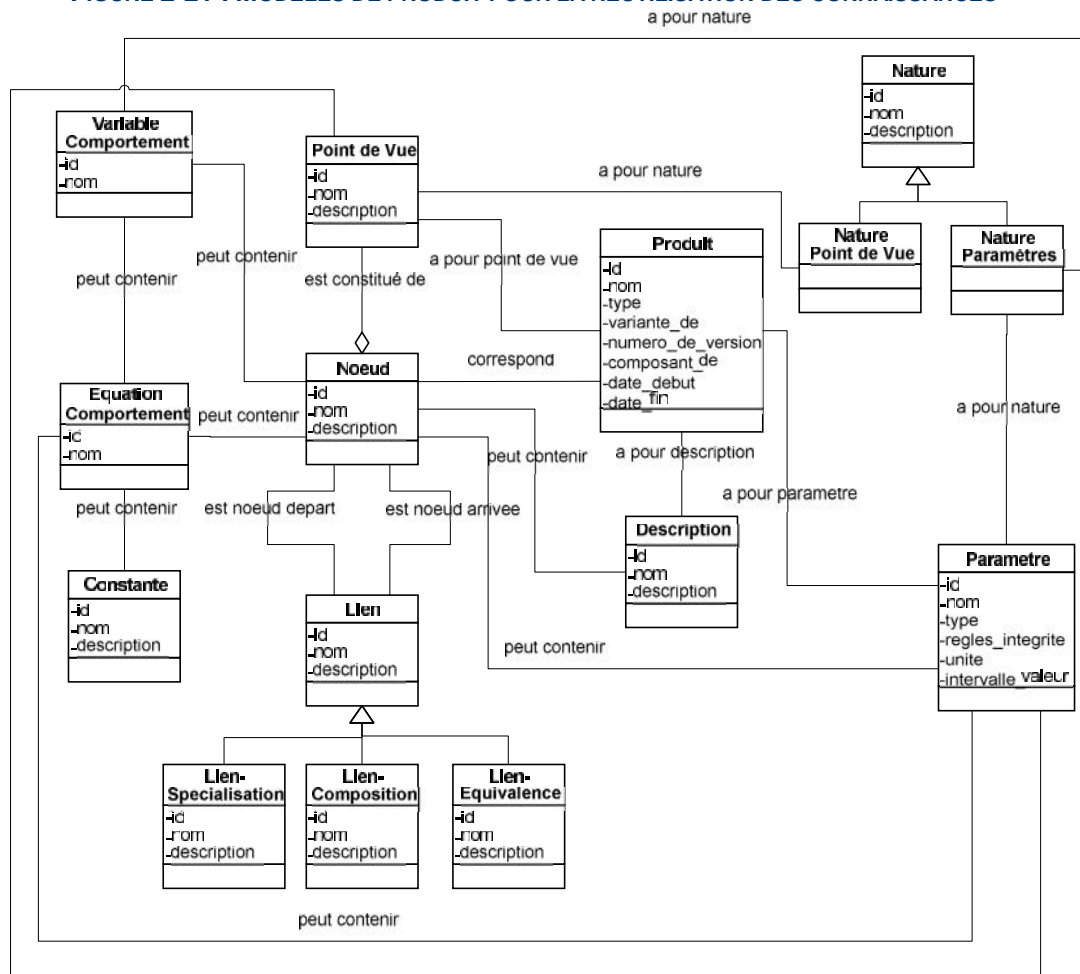 a pour nature
Nature
-id
-nom
-description
Variable
Comportement
-id
-nom
Point de Vue
-id
-nom
-description
a pour nature
Nature
Point de Vue
Nature
Paramètres
Produit
-id
-nom
-type
-variante_de
-numero_de_version
-composant_de
-date_debut
-date_fin
peut contenir
a pour point de vue
peut contenir
est constitué de
correspond
Noeud
-id
-nom
-description
Equation
Comportement
-id
-nom
peut contenir
a pour nature
peut contenir
a pour description
peut contenir
est noeud depart
est noeud arrivee
a pour parametre
Description
-id
-nom
-description
Parametre
-id
-nom
-type
-regles_integrite
-unite
-intervalle_valeur
Constante
-id
-nom
-description
Lien
-id
-nom
-description
peut contenir
Lien-
Specialisation
-id
-nom
-description
Lien-
Composition
-id
-nom
-description
Lien-
Equivalence
-id
-nom
-description
peut contenir